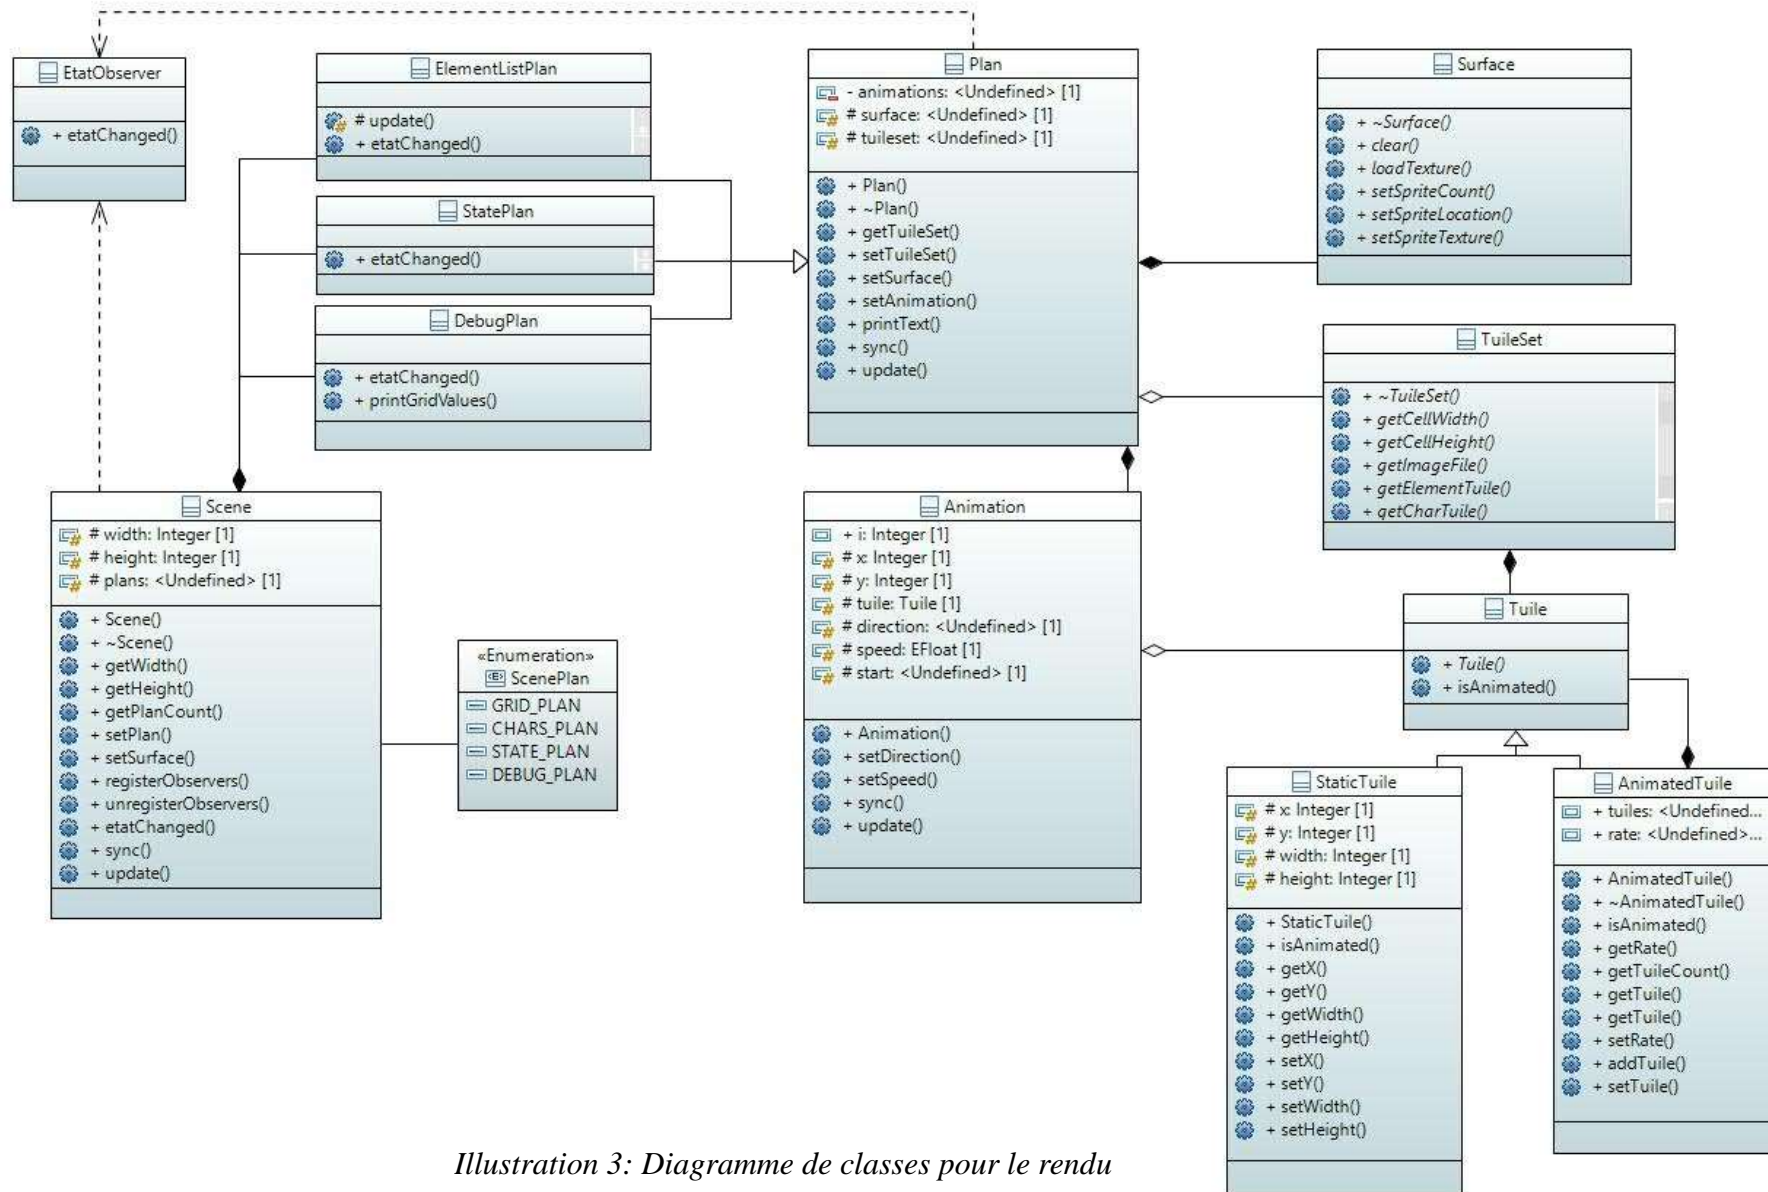 EtatObserver
+ etatChanged()
ElementListPlan
# update()
+ etatChanged()
StatePlan
+ etatChanged()
DebugPlan
+ etatChanged()
+ printGridValues()
Plan
- animations: <Undefined> [1]
# surface: <Undefined> [1]
# tuileset: <Undefined> [1]
+ Plan()
+ ~Plan()
+ getTuileSet()
+ setTuileSet()
+ setSurface()
+ setAnimation()
+ printText()
+ sync()
+ update()
Surface
+ ~Surface()
+ clear()
+ loadTexture()
+ setSpriteCount()
+ setSpriteLocation()
+ setSpriteTexture()
TuileSet
+ ~TuileSet()
+ getCellWidth()
+ getCellHeight()
+ getImageFile()
+ getElementTuile()
+ getCharTuile()
Scene
# width: Integer [1]
# height: Integer [1]
# plans: <Undefined> [1]
+ Scene()
+ ~Scene()
+ getWidth()
+ getHeight()
+ getPlanCount()
+ setPlan()
+ setSurface()
+ registerObservers()
+ unregisterObservers()
+ etatChanged()
+ sync()
+ update()
«Enumeration»
ScenePlan
GRID_PLAN
CHARS_PLAN
STATE_PLAN
DEBUG_PLAN
Animation
+ i: Integer [1]
# x: Integer [1]
# y: Integer [1]
# tuile: Tuile [1]
# direction: <Undefined> [1]
# speed: EFloat [1]
# start: <Undefined> [1]
+ Animation()
+ setDirection()
+ setSpeed()
+ sync()
+ update()
Tuile
+ Tuile()
+ isAnimated()
StaticTuile
# x: Integer [1]
# y: Integer [1]
# width: Integer [1]
# height: Integer [1]
+ StaticTuile()
+ isAnimated()
+ getX()
+ getY()
+ getWidth()
+ getHeight()
+ setX()
+ setY()
+ setWidth()
+ setHeight()
AnimatedTuile
+ tuiles: <Undefined...
+ rate: <Undefined>...
+ AnimatedTuile()
+ ~AnimatedTuile()
+ isAnimated()
+ getRate()
+ getTuileCount()
+ getTuile()
+ getTuile()
+ setRate()
+ addTuile()
+ setTuile()
Illustration 3: Diagramme de classes pour le rendu